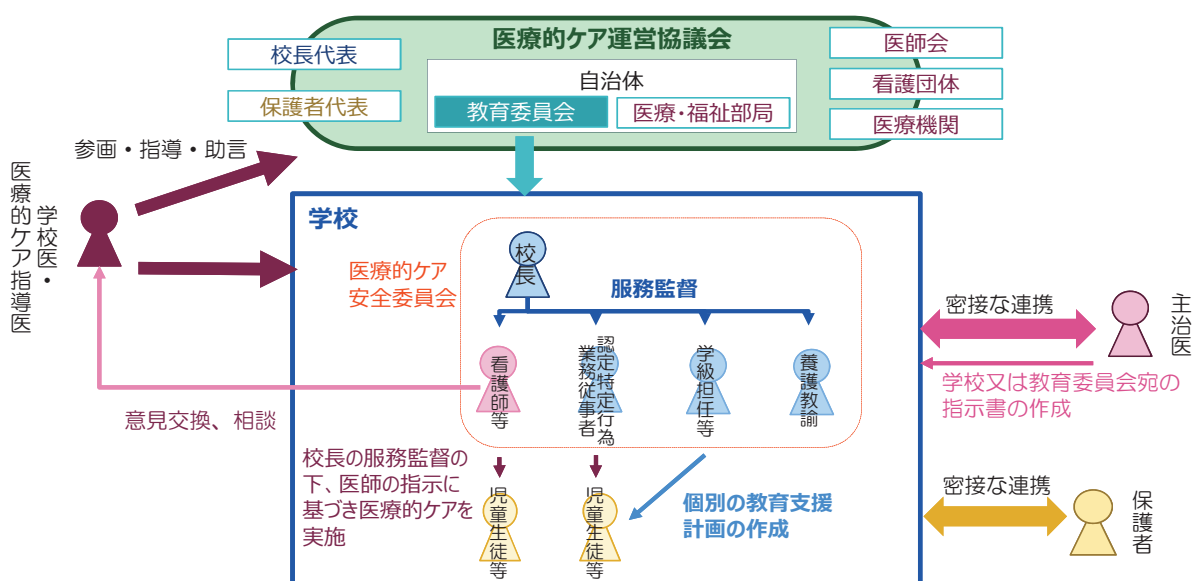 医療的ケア運営協議会
校長代表
保護者代表
自治体
教育委員会
医療・福祉部局
医師会
看護団体
医療機関
参画・指導・助言
学校医・
医療的ケア指導医
学校
医療的ケア
安全委員会
校長
服務監督
看護師等
認定特定行為
業務従事者
学級担任等
養護教諭
意見交換、相談
校長の服務監督の
下、医師の指示に
基づき医療的ケアを
実施
児童生徒等
児童生徒等
個別の教育支援
計画の作成
密接な連携
主治医
学校又は教育委員会宛の
指示書の作成
密接な連携
保護者